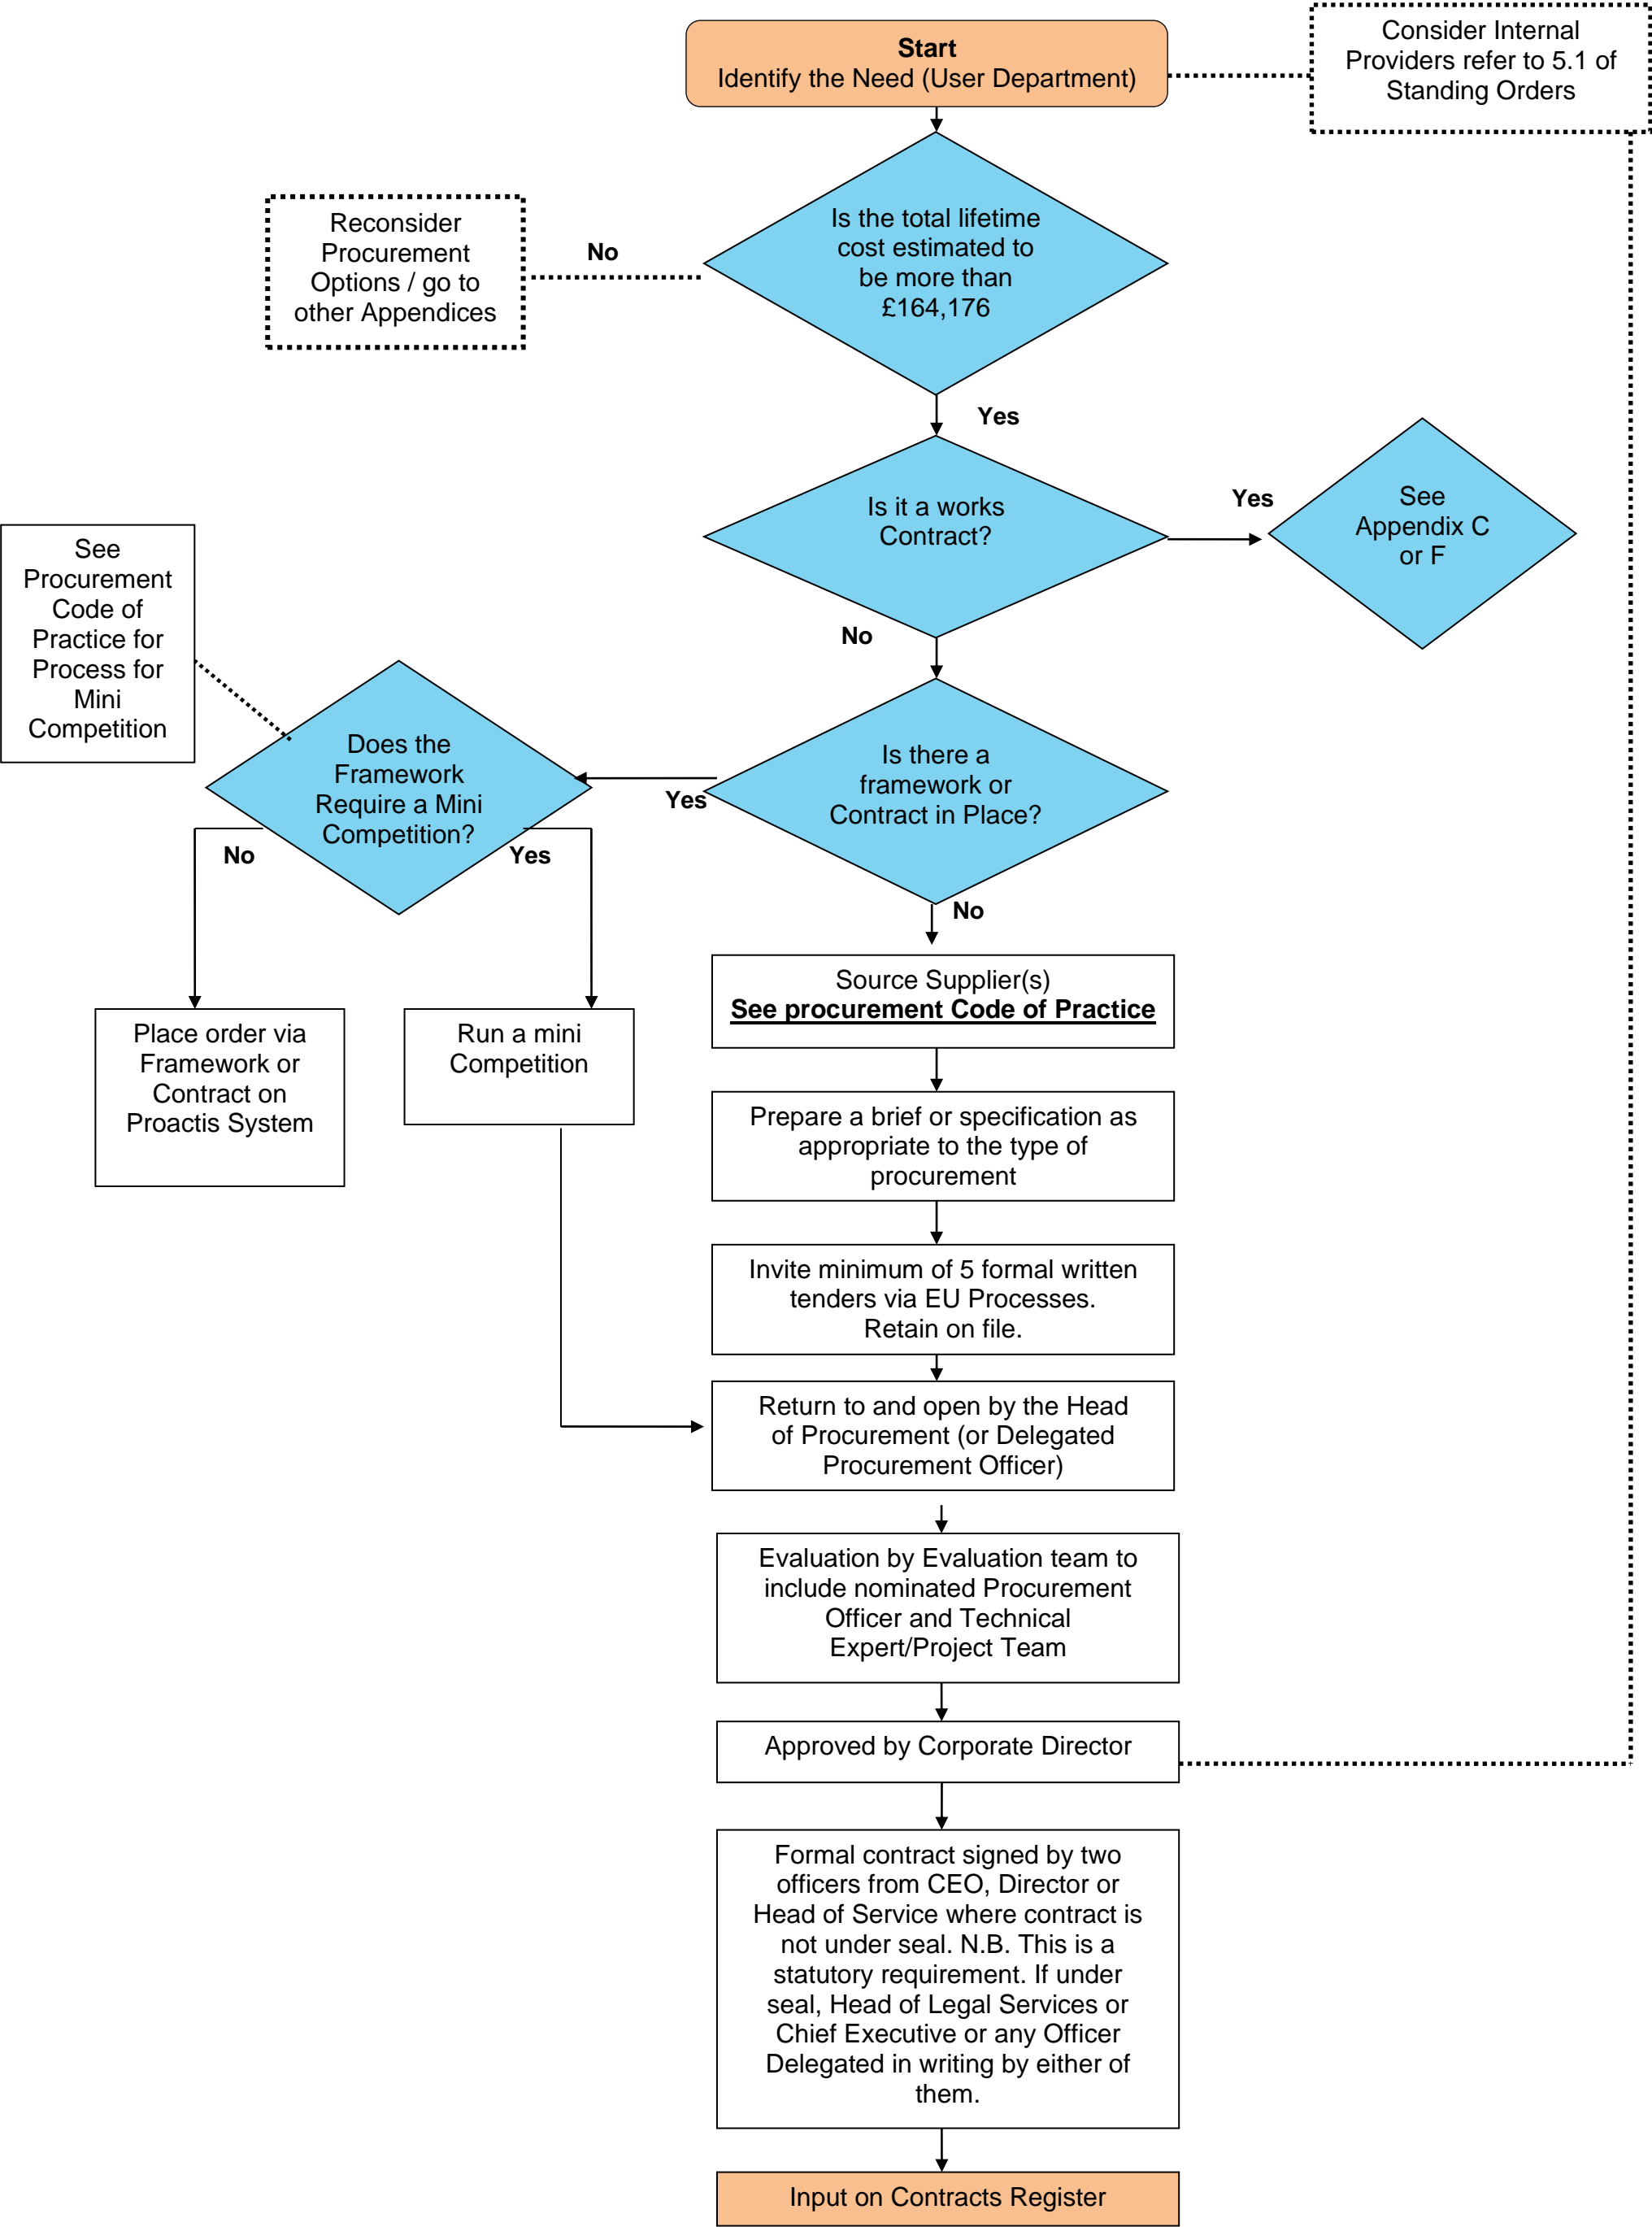 Start
Identify the Need (User Department)
Consider Internal
Providers refer to 5.1 of
Standing Orders
Is the total lifetime
cost estimated to
be more than
£164,176
No
Reconsider
Procurement
Options / go to
other Appendices
Yes
Is it a works
Contract?
Yes
See
Appendix C
or F
No
See
Procurement
Code of
Practice for
Process for
Mini
Competition
Is there a
framework or
Contract in Place?
Yes
Does the
Framework
Require a Mini
Competition?
No
Yes
No
Place order via
Framework or
Contract on
Proactis System
Run a mini
Competition
Source Supplier(s)
See procurement Code of Practice
Prepare a brief or specification as
appropriate to the type of
procurement
Invite minimum of 5 formal written
tenders via EU Processes.
Retain on file.
Return to and open by the Head
of Procurement (or Delegated
Procurement Officer)
Evaluation by Evaluation team to
include nominated Procurement
Officer and Technical
Expert/Project Team
Approved by Corporate Director
Formal contract signed by two
officers from CEO, Director or
Head of Service where contract is
not under seal. N.B. This is a
statutory requirement. If under
seal, Head of Legal Services or
Chief Executive or any Officer
Delegated in writing by either of
them.
Input on Contracts Register